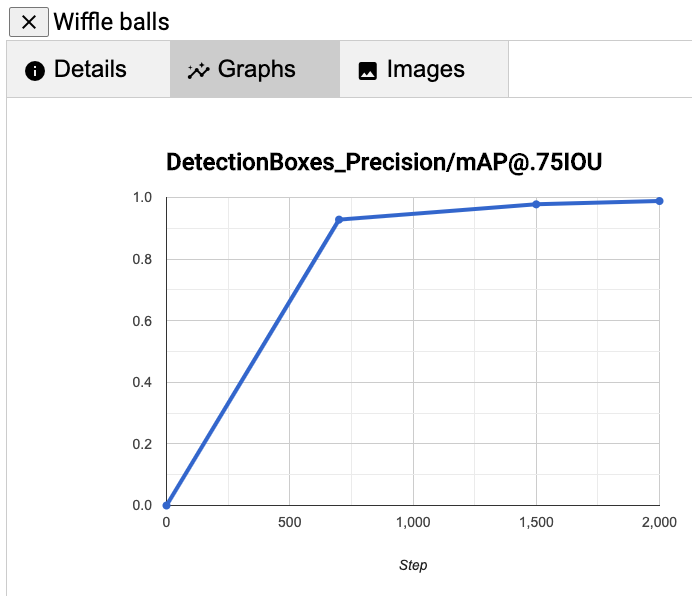 Wiffle balls
Details Graphs Images
DetectionBoxes_Precision/mAP@.75IOU
1.0
0.8
0.6
0.4
0.2
0.0
0 500 1,000 1,500 2,000
Step